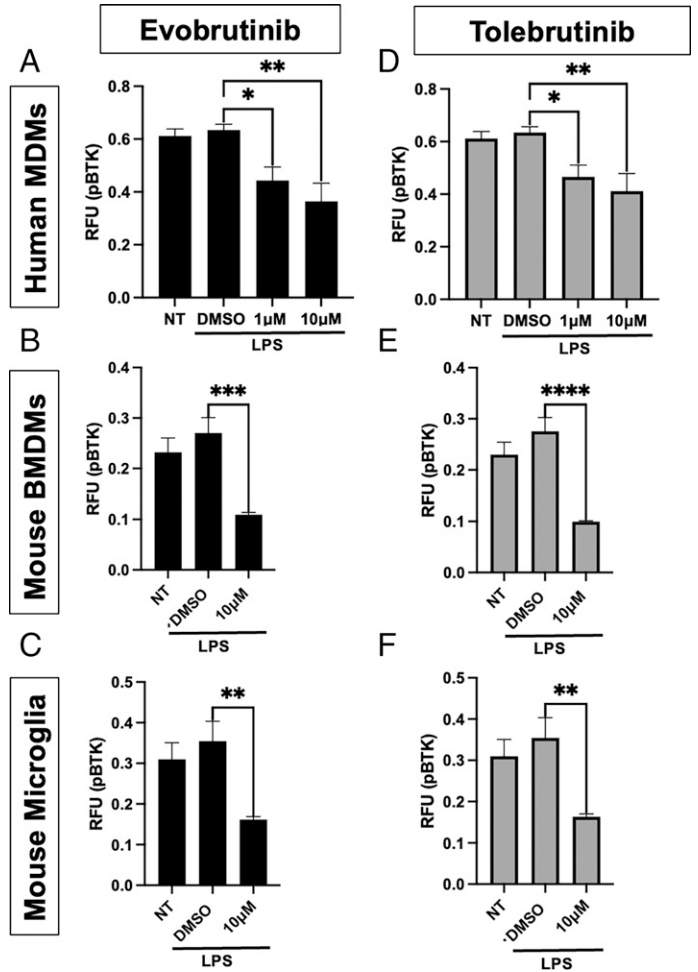 Evobrutinib
Tolebrutinib
Human MDMs
A
RFU (pBTK)
0.8
0.6
0.4
0.2
0.0
*
**
NT DMSO 1µM 10µM
LPS
D
RFU (pBTK)
0.8
0.6
0.4
0.2
0.0
*
**
NT DMSO 1µM 10µM
LPS
Mouse BMDMs
B
RFU (pBTK)
0.4
0.3
0.2
0.1
0.0
***
NT DMSO 10µM
LPS
E
RFU (pBTK)
0.4
0.3
0.2
0.1
0.0
****
NT DMSO 10µM
LPS
Mouse Microglia
C
RFU (pBTK)
0.5
0.4
0.3
0.2
0.1
0.0
**
NT DMSO 10µM
LPS
F
RFU (pBTK)
0.5
0.4
0.3
0.2
0.1
0.0
**
NT DMSO 10µM
LPS